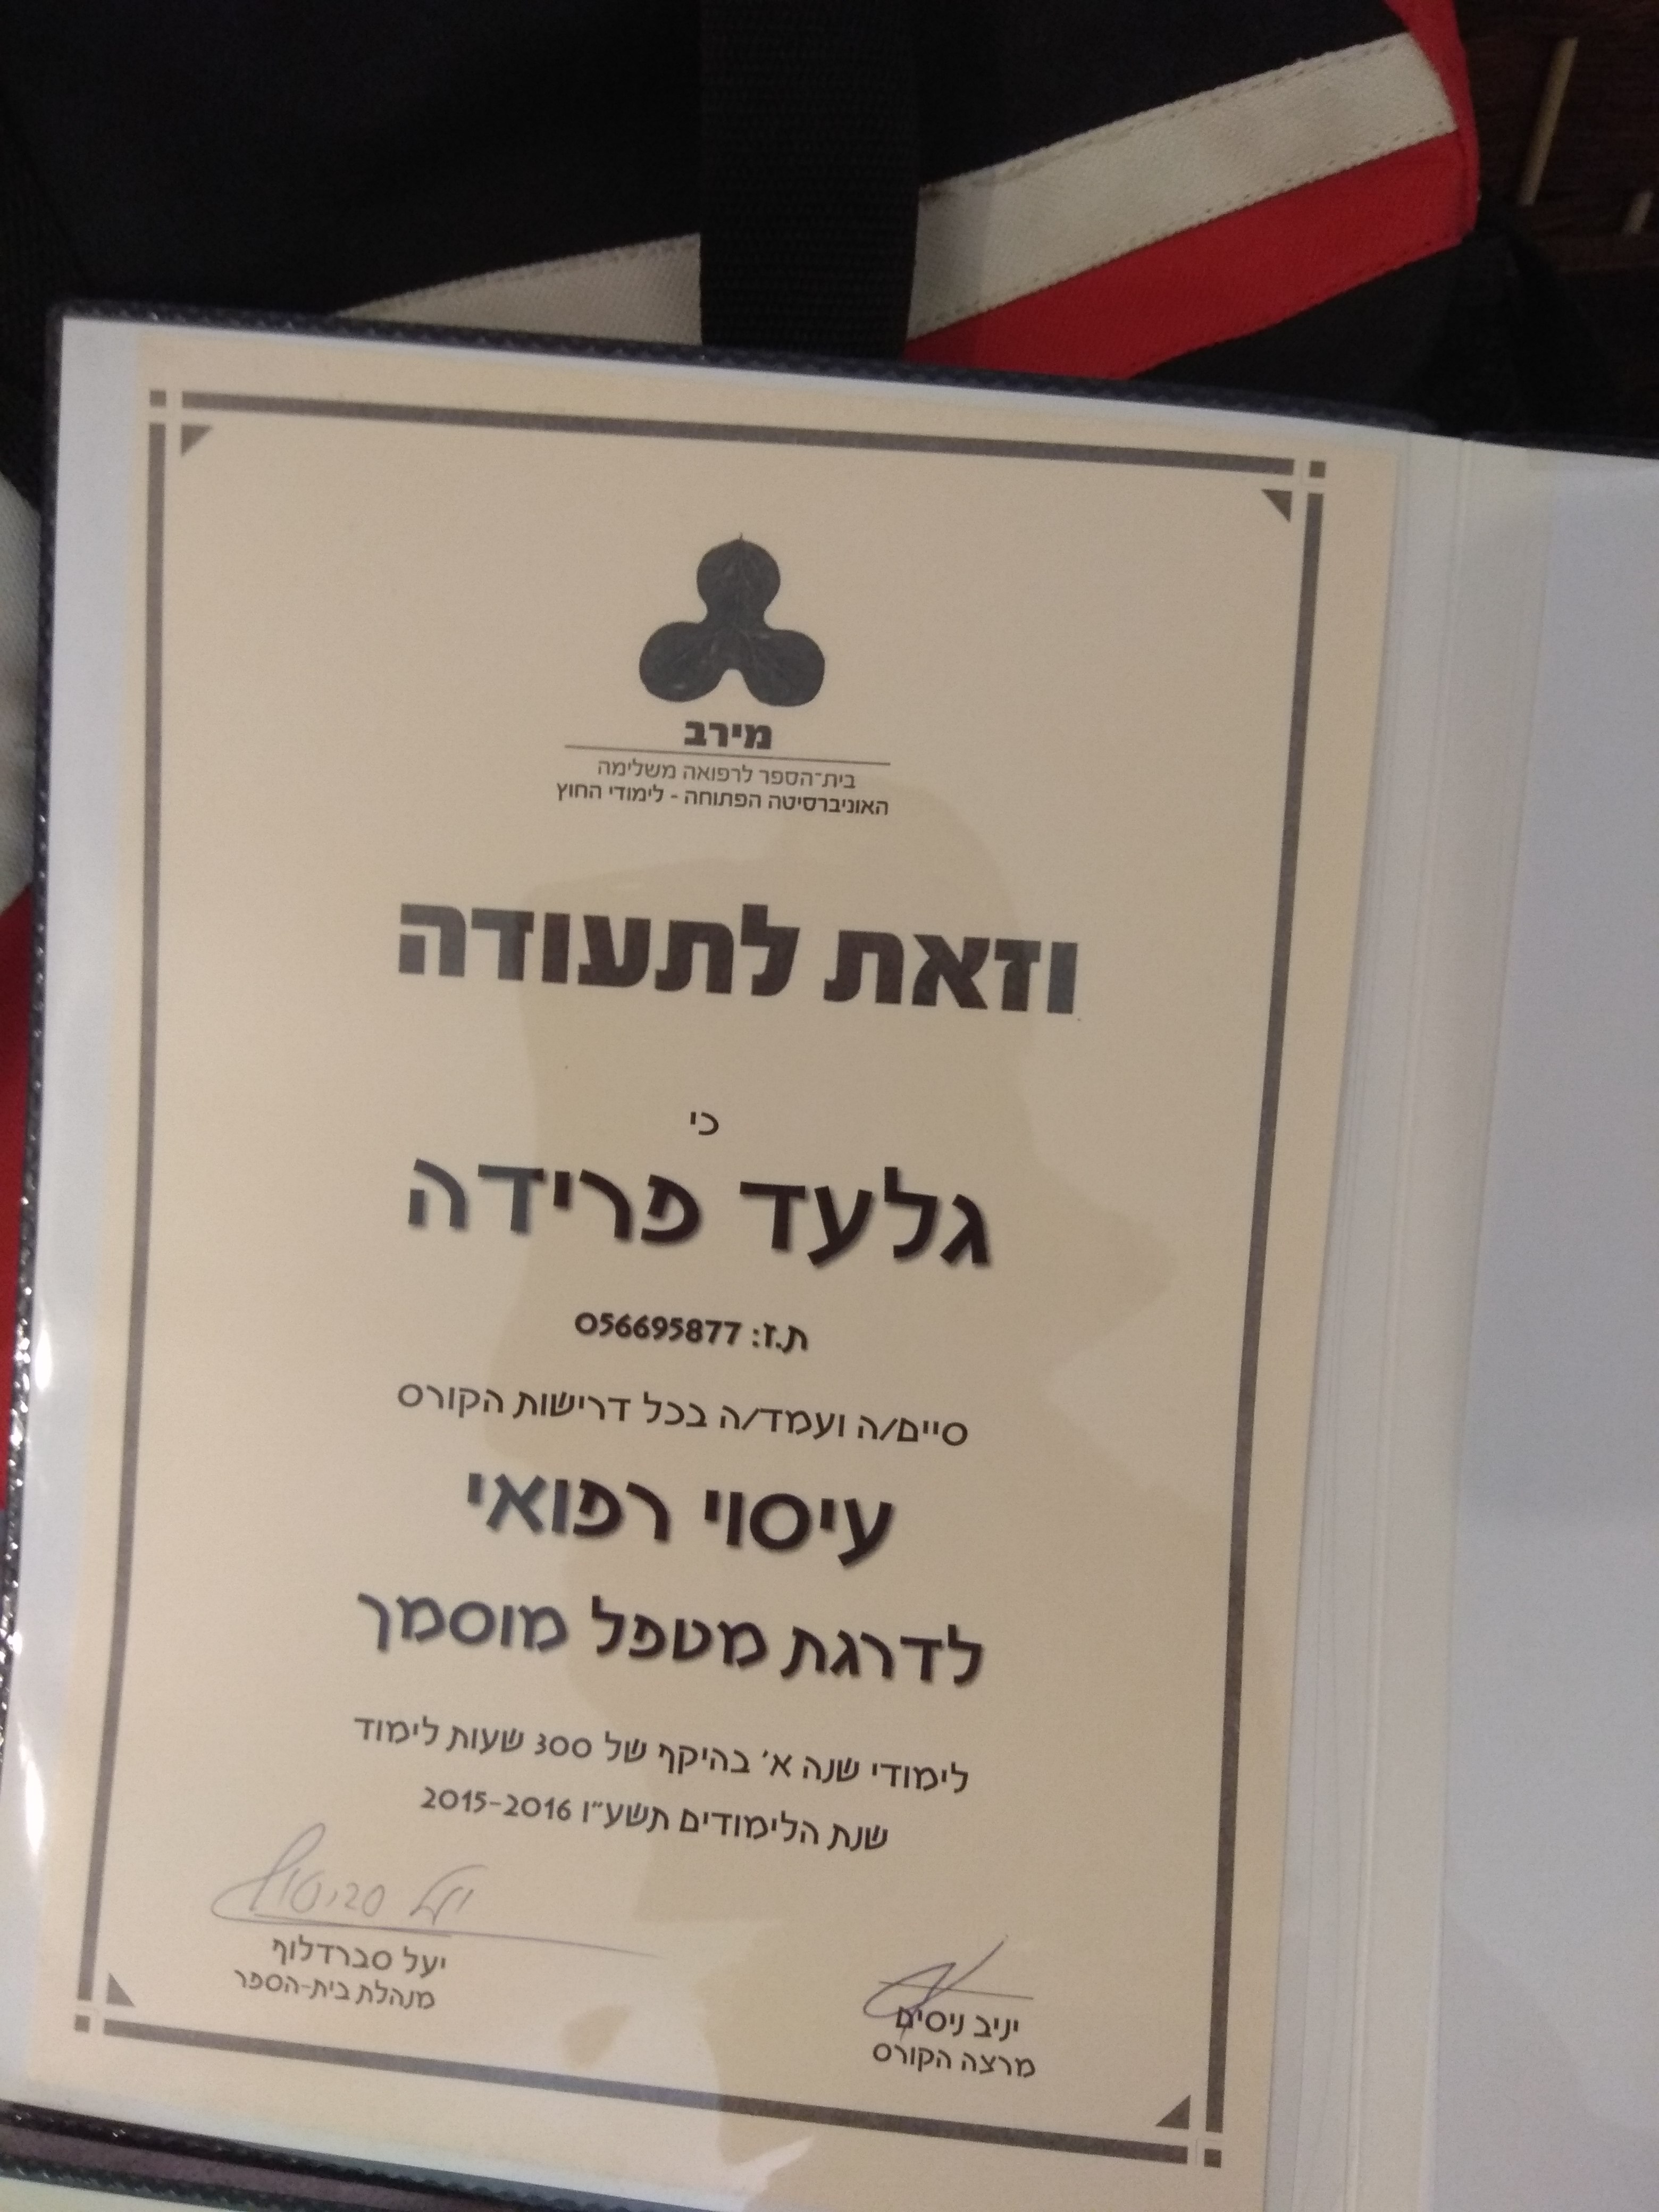 מירב
בית-הספר לרפואה משלימה
האוניברסיטה הפתוחה - לימודי החוץ
וזאת לתעודה
כי
גלעד פרידה
ת.ז: 056695877
סיים/ה ועמד/ה בכל דרישות הקורס
עיסוי רפואי
לדרגת מטפל מוסמך
לימודי שנה א' בהיקף של 300 שעות לימוד
שנת הלימודים תשע"ו 2015-2016
יניב ניסים
מרצה הקורס
יעל סברדלוף
מנהלת בית-הספר